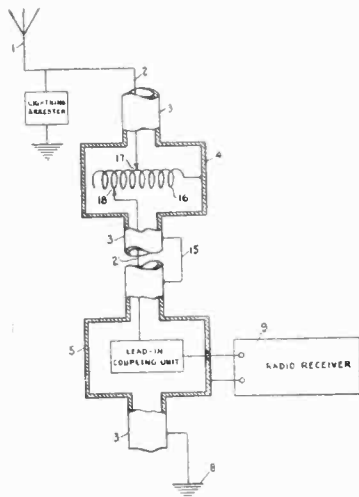 1
2
LIGHTNING
ARRESTER
3
17
4
18
16
3
2
15
9
5
LEAD-IN
COUPLING UNIT
RADIO RECEIVER
3
8